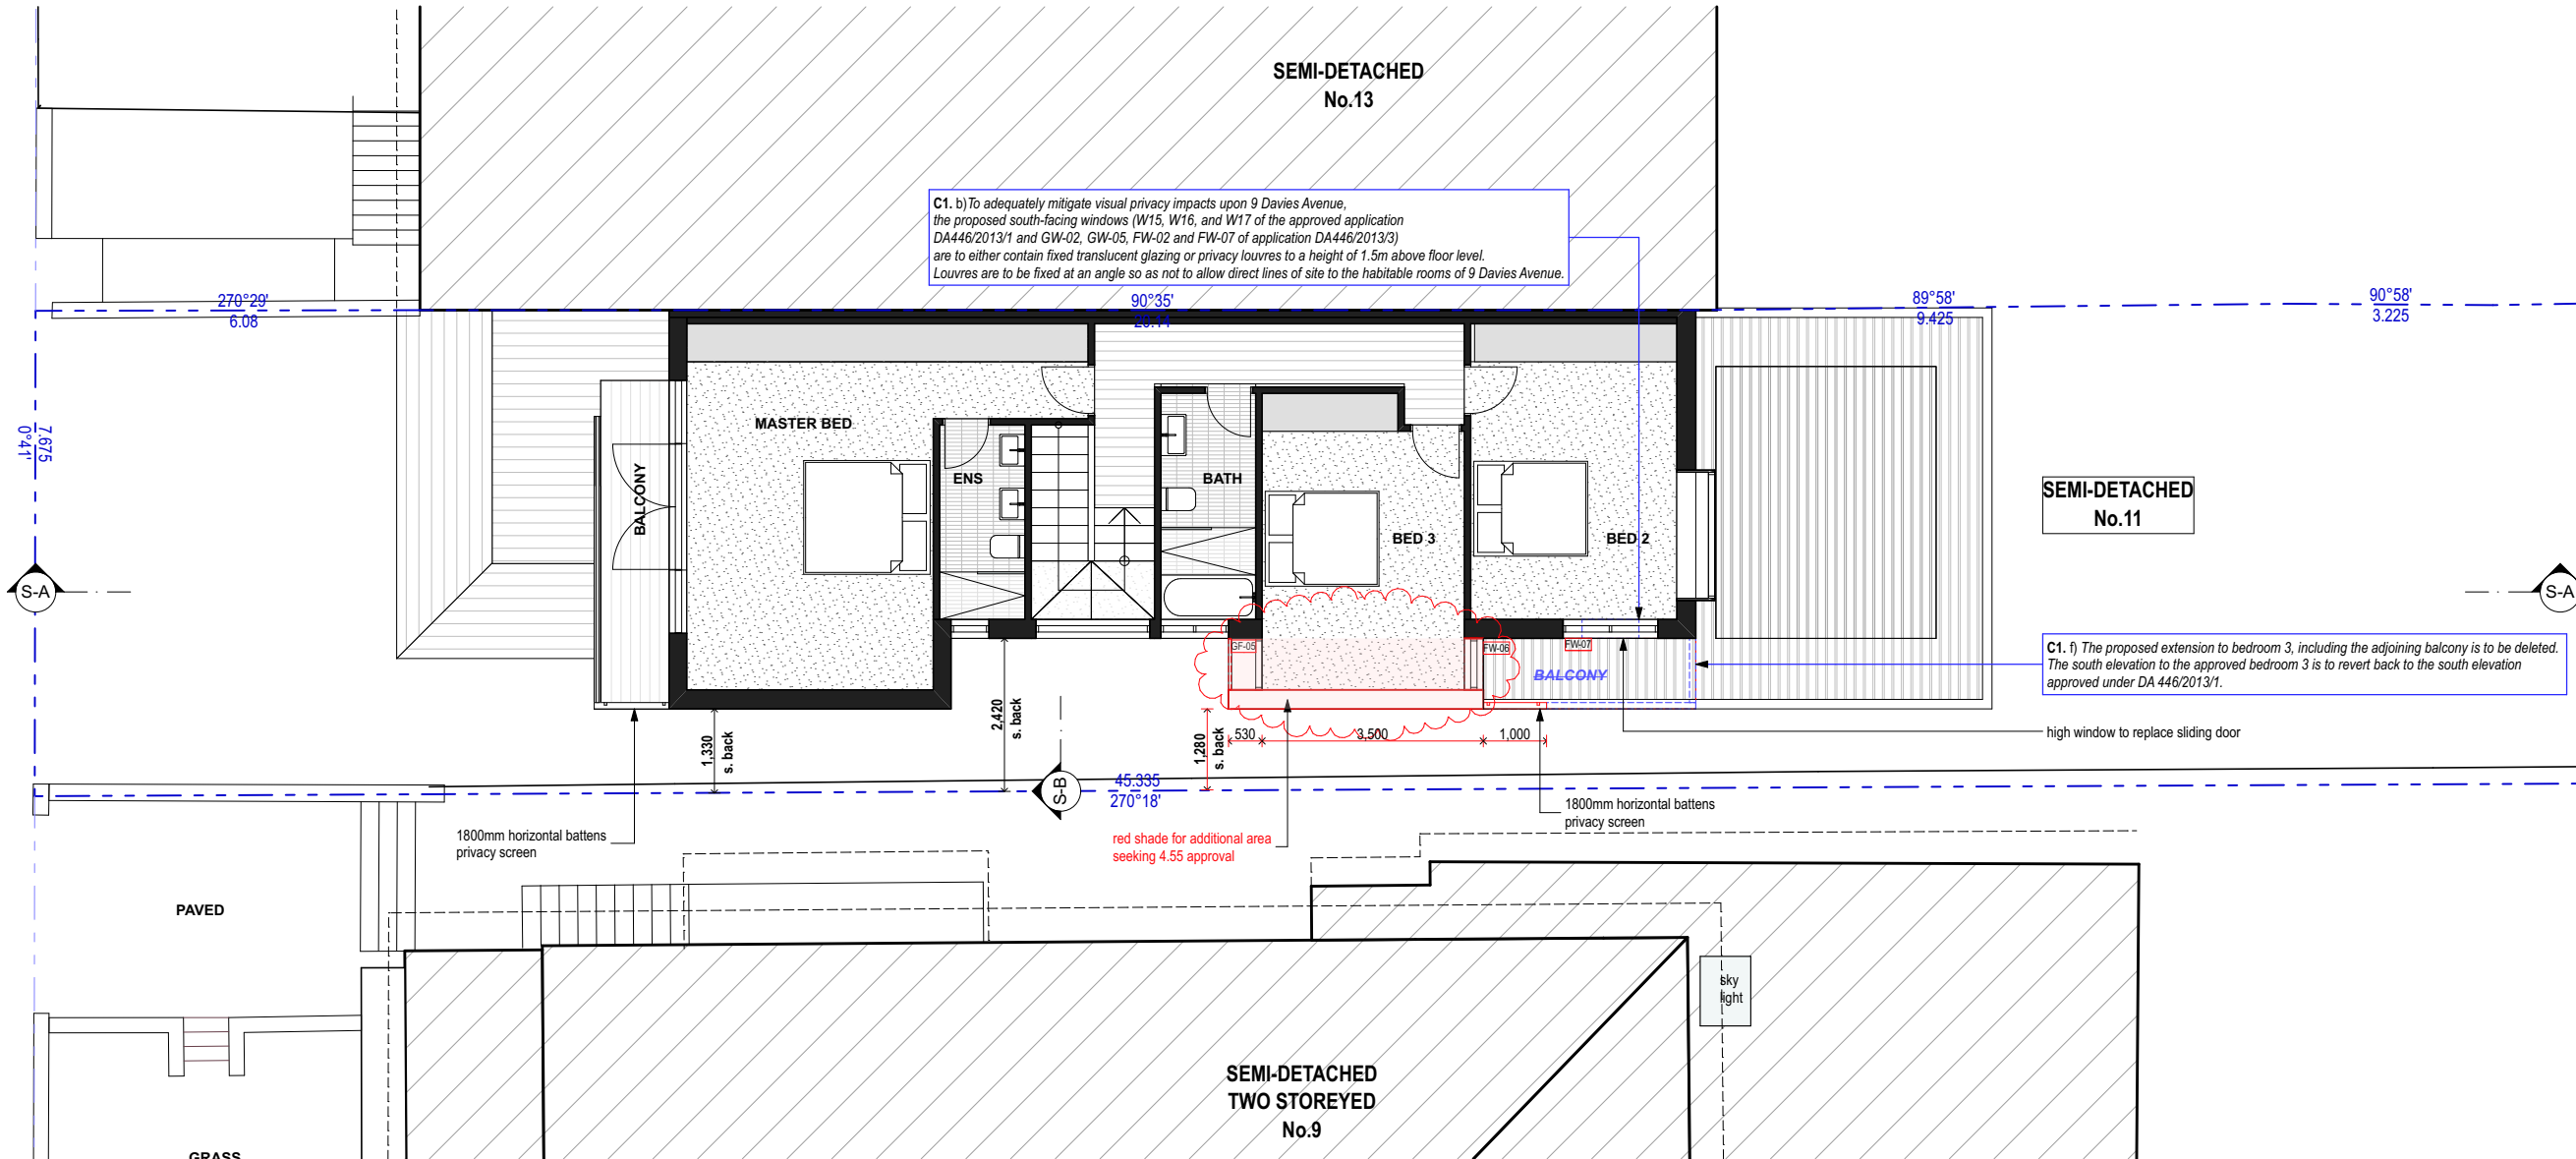 SEMI-DETACHED
No.13
C1. b)To adequately mitigate visual privacy impacts upon 9 Davies Avenue,
the proposed south-facing windows (W15, W16, and W17 of the approved application
DA446/2013/1 and GW-02, GW-05, FW-02 and FW-07 of application DA446/2013/3)
are to either contain fixed translucent glazing or privacy louvres to a height of 1.5m above floor level.
Louvres are to be fixed at an angle so as not to allow direct lines of site to the habitable rooms of 9 Davies Avenue.
270°29'
6.08
90°35'
20.14
89°58'
9.425
90°58'
3.225
7.675
0°41'
MASTER BED
BALCONY
ENS
BATH
BED 3
BED 2
SEMI-DETACHED
No.11
S-A
S-A
GF-05
FW-06
FW-07
BALCONY
C1. f) The proposed extension to bedroom 3, including the adjoining balcony is to be deleted.
The south elevation to the approved bedroom 3 is to revert back to the south elevation
approved under DA 446/2013/1.
high window to replace sliding door
1,330
s. back
2,420
s. back
1,280
s. back
530
3,500
1,000
S-B
45.335
270°18'
1800mm horizontal battens
privacy screen
red shade for additional area
seeking 4.55 approval
1800mm horizontal battens
privacy screen
PAVED
sky
light
SEMI-DETACHED
TWO STOREYED
No.9
GRASS